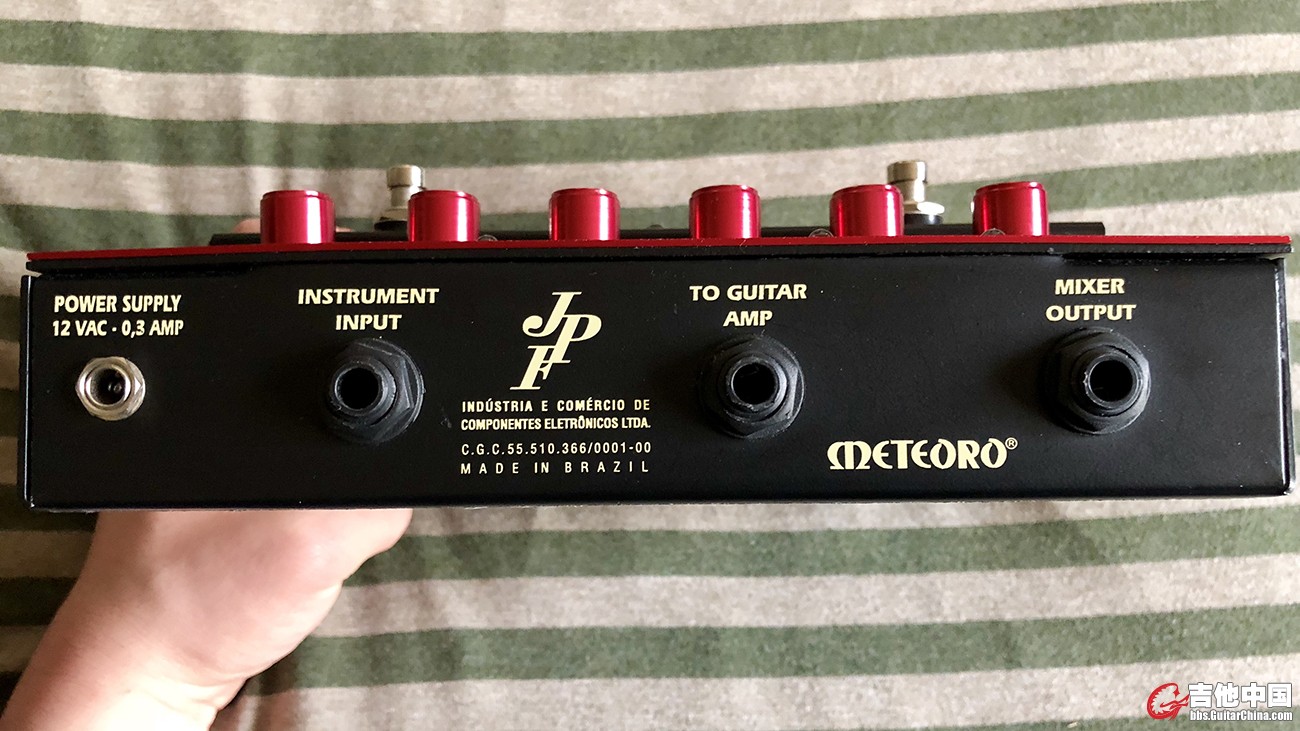 POWER SUPPLY
12 VAC - 0,3 AMP
INSTRUMENT
INPUT
JPF
INDÚSTRIA E COMÉRCIO DE
COMPONENTES ELETRÔNICOS LTDA.
C.G.C.55.510.366/0001-00
MADE IN BRAZIL
TO GUITAR
AMP
MIXER
OUTPUT
METEORO®
吉他中国
bbs.GuitarChina.com